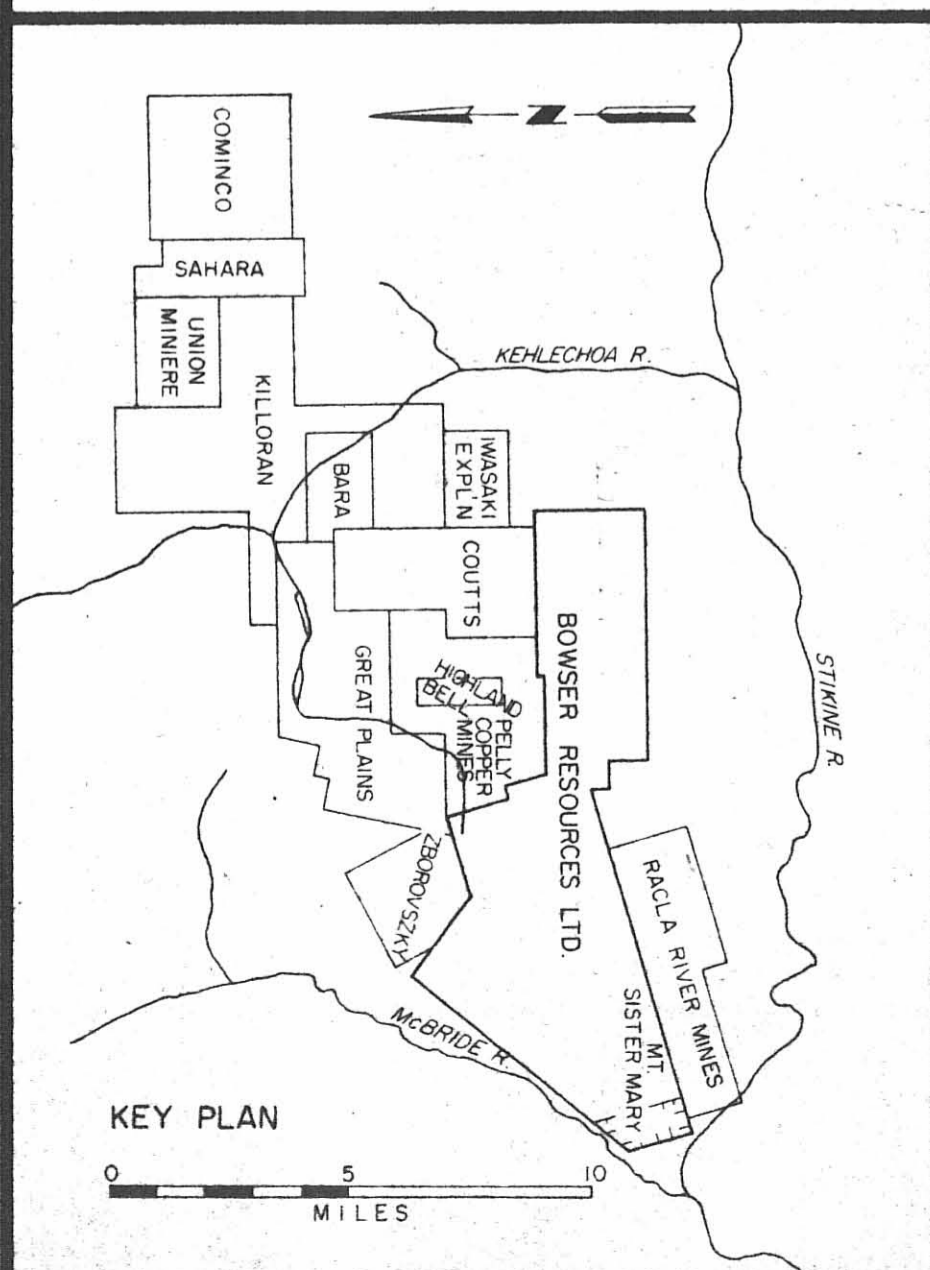 COMINCO
N
SAHARA
UNION
MINIERE
KILLORAN
KEHLECHOA R.
BARA
IWASAKI
EXPL'N
COUTTS
BOWSER RESOURCES LTD.
STIKINE R.
GREAT PLAINS
HIGHLAND
BELL
PELLY
COPPER
MINES
ZBOROVSZKY
RACLA RIVER MINES
MT.
SISTER MARY
McBRIDE R.
KEY PLAN
0 5 10
MILES